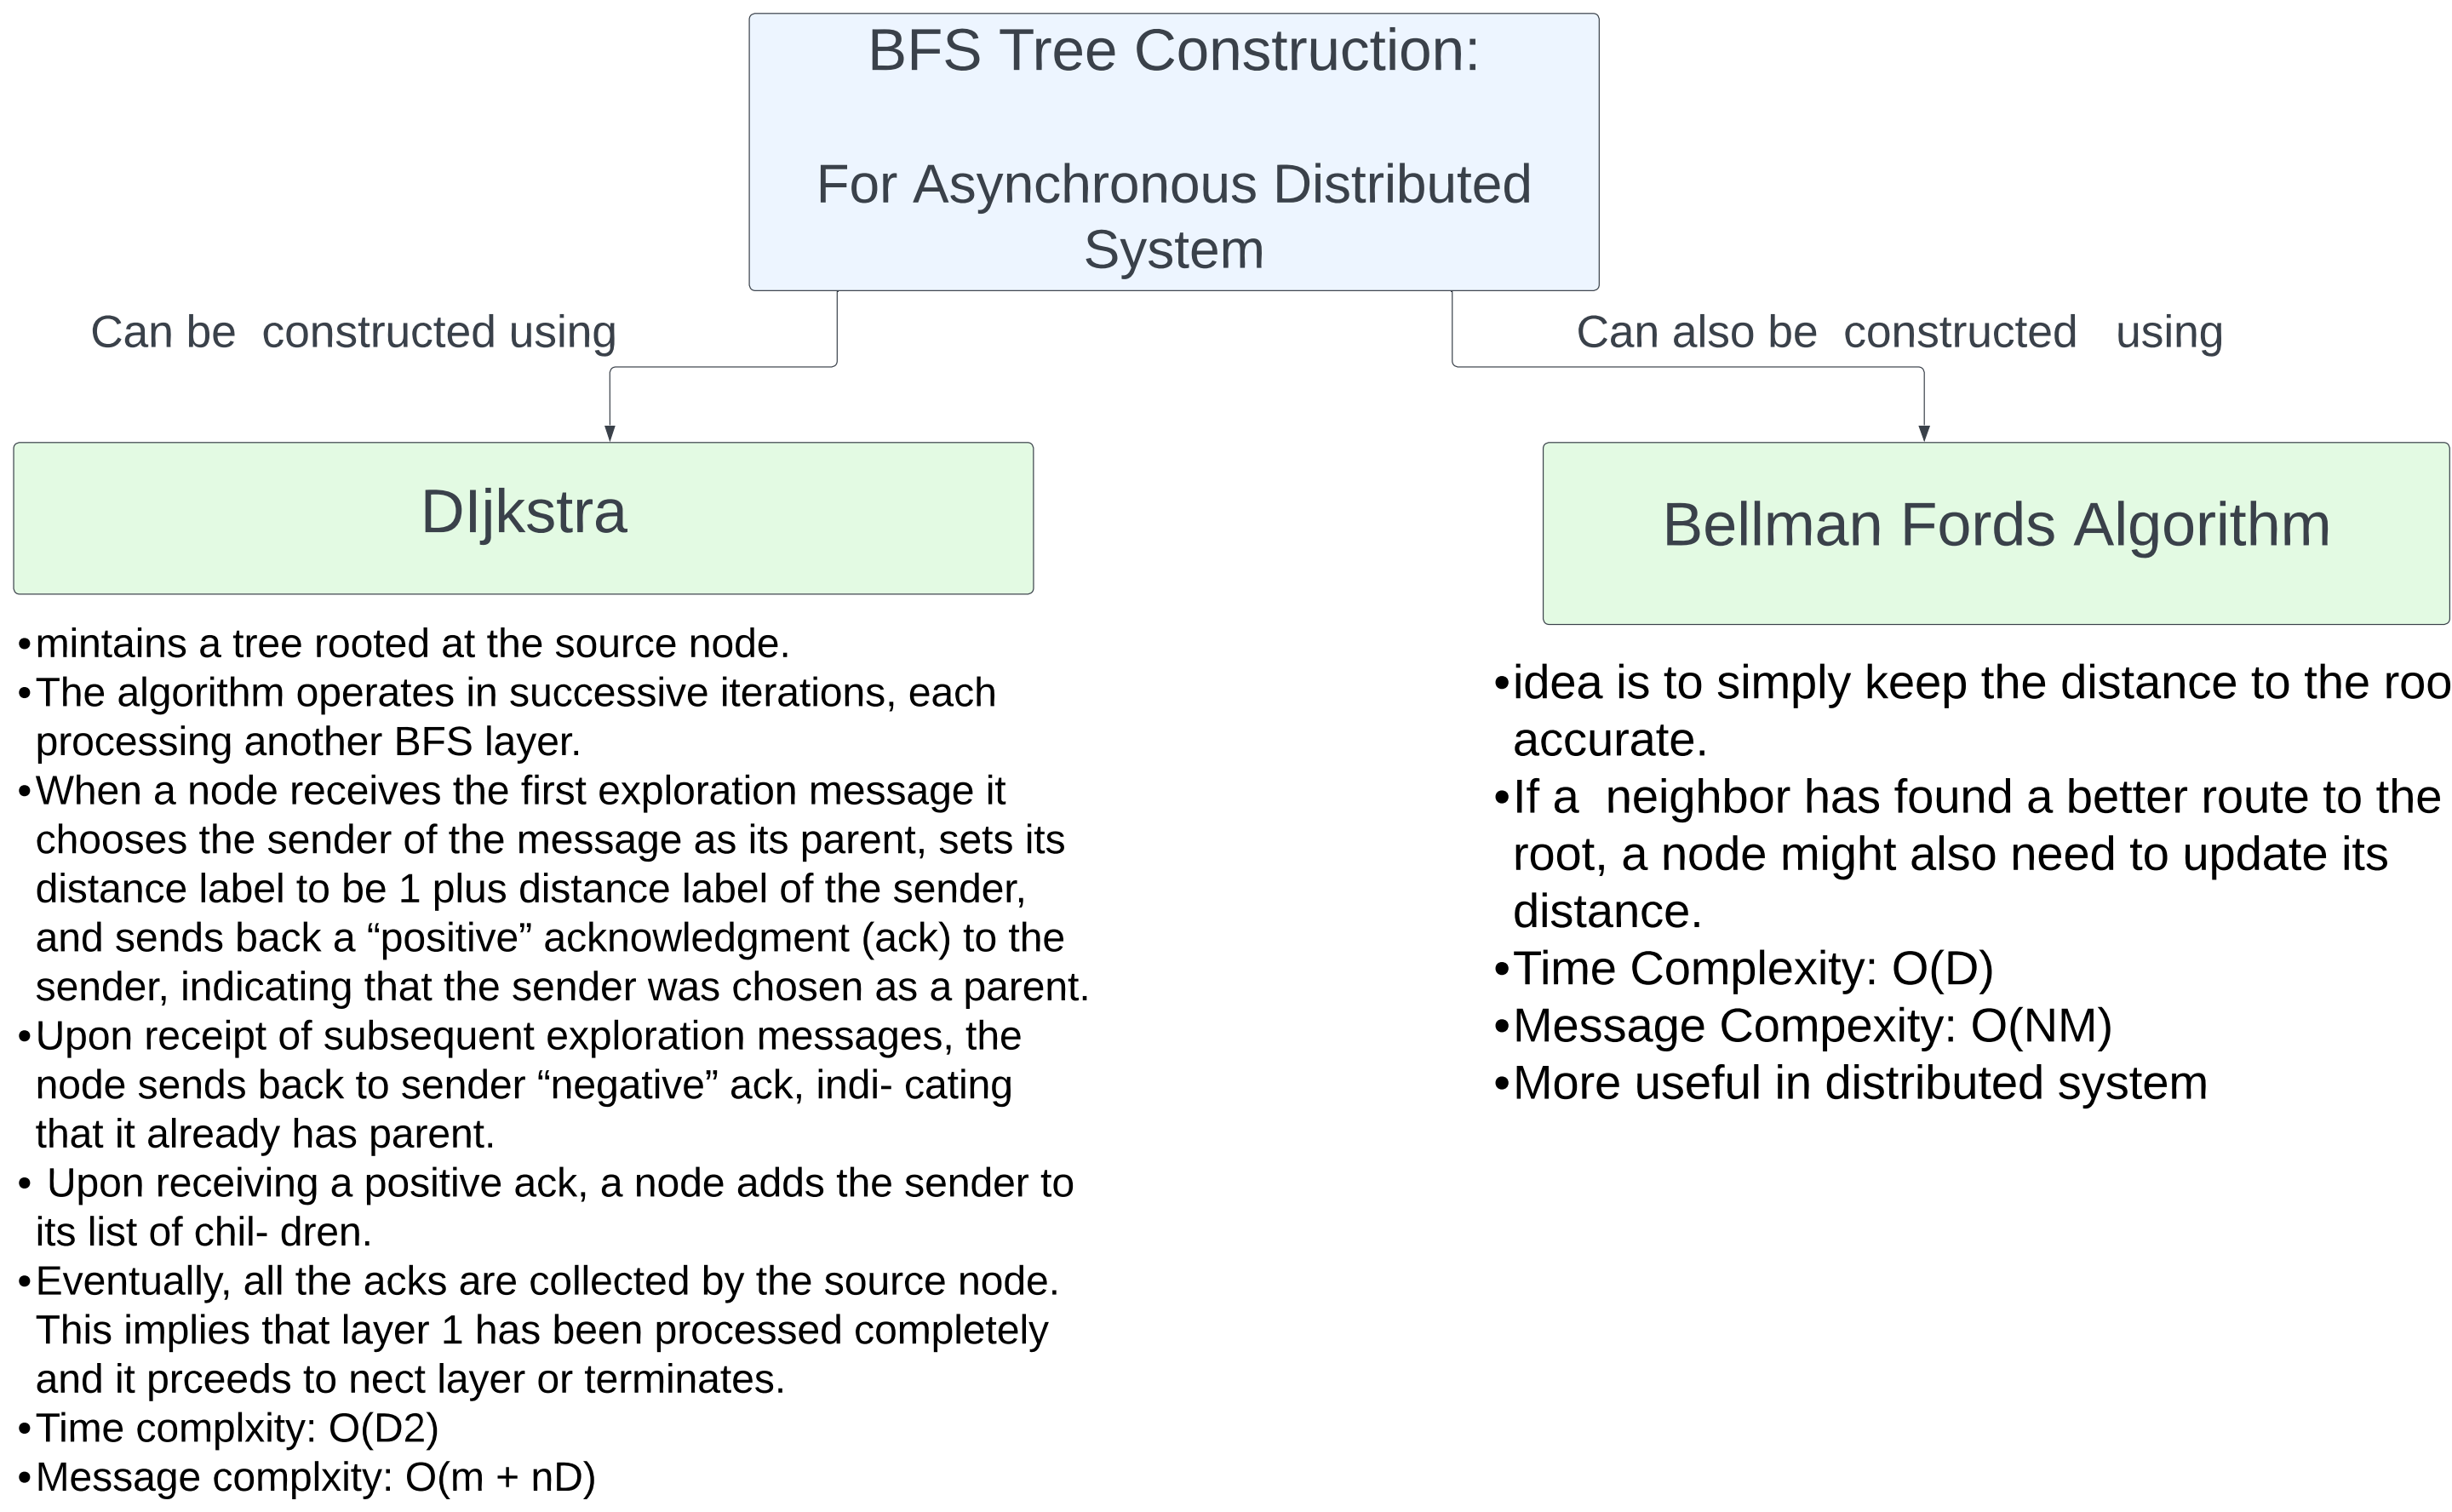 BFS Tree Construction:
For Asynchronous Distributed
System
Can be  constructed using
Can also be  constructed   using
DIjkstra
Bellman Fords Algorithm
•mintains a tree rooted at the source node.
•The algorithm operates in successive iterations, each
processing another BFS layer.
•When a node receives the first exploration message it
chooses the sender of the message as its parent, sets its
distance label to be 1 plus distance label of the sender,
and sends back a “positive” acknowledgment (ack) to the
sender, indicating that the sender was chosen as a parent.
•Upon receipt of subsequent exploration messages, the
node sends back to sender “negative” ack, indi- cating
that it already has parent.
• Upon receiving a positive ack, a node adds the sender to
its list of chil- dren.
•Eventually, all the acks are collected by the source node.
This implies that layer 1 has been processed completely
and it prceeds to nect layer or terminates.
•Time complxity: O(D2)
•Message complxity: O(m + nD)
•idea is to simply keep the distance to the roo
accurate.
•If a  neighbor has found a better route to the
root, a node might also need to update its
distance.
•Time Complexity: O(D)
•Message Compexity: O(NM)
•More useful in distributed system